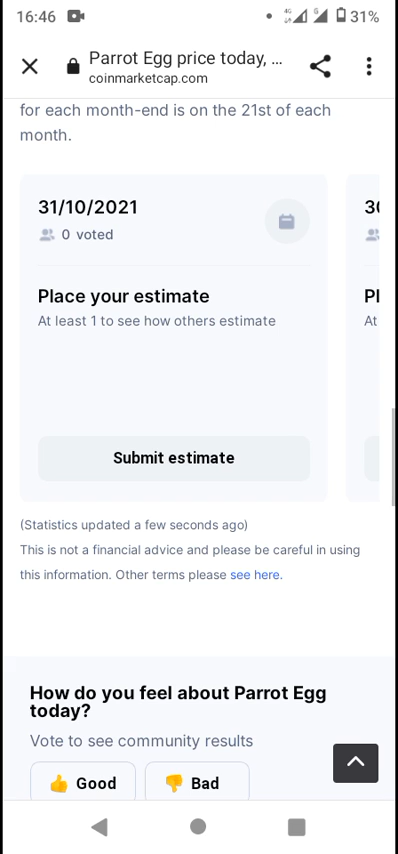 16:46
4G
G
31%
Parrot Egg price today, ...
coinmarketcap.com
for each month-end is on the 21st of each
month.
31/10/2021
0 voted
Place your estimate
At least 1 to see how others estimate
Submit estimate
30
Pl
At
(Statistics updated a few seconds ago)
This is not a financial advice and please be careful in using
this information. Other terms please see here.
How do you feel about Parrot Egg
today?
Vote to see community results
👍 Good
👎 Bad